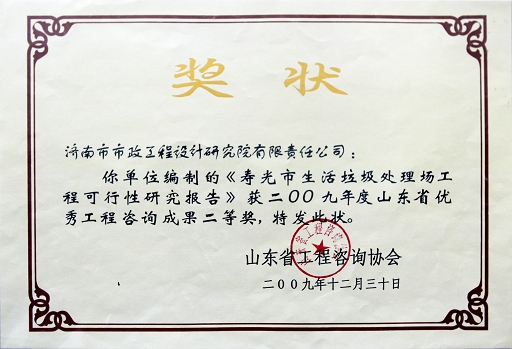 奖 状
济南市市政工程设计研究院有限责任公司：
你单位编制的《寿光市生活垃圾处理场工
程可行性研究报告》获二〇〇九年度山东省优
秀工程咨询成果二等奖，特发此状。
山东省工程咨询协会
二〇〇九年十二月三十日